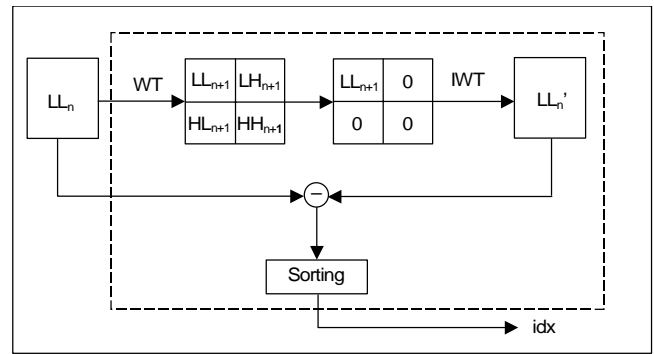 LLₙ
WT
LLₙ₊₁ LHₙ₊₁
HLₙ₊₁ HHₙ₊₁
LLₙ₊₁ 0
0 0
IWT
LLₙ'
−
Sorting
idx